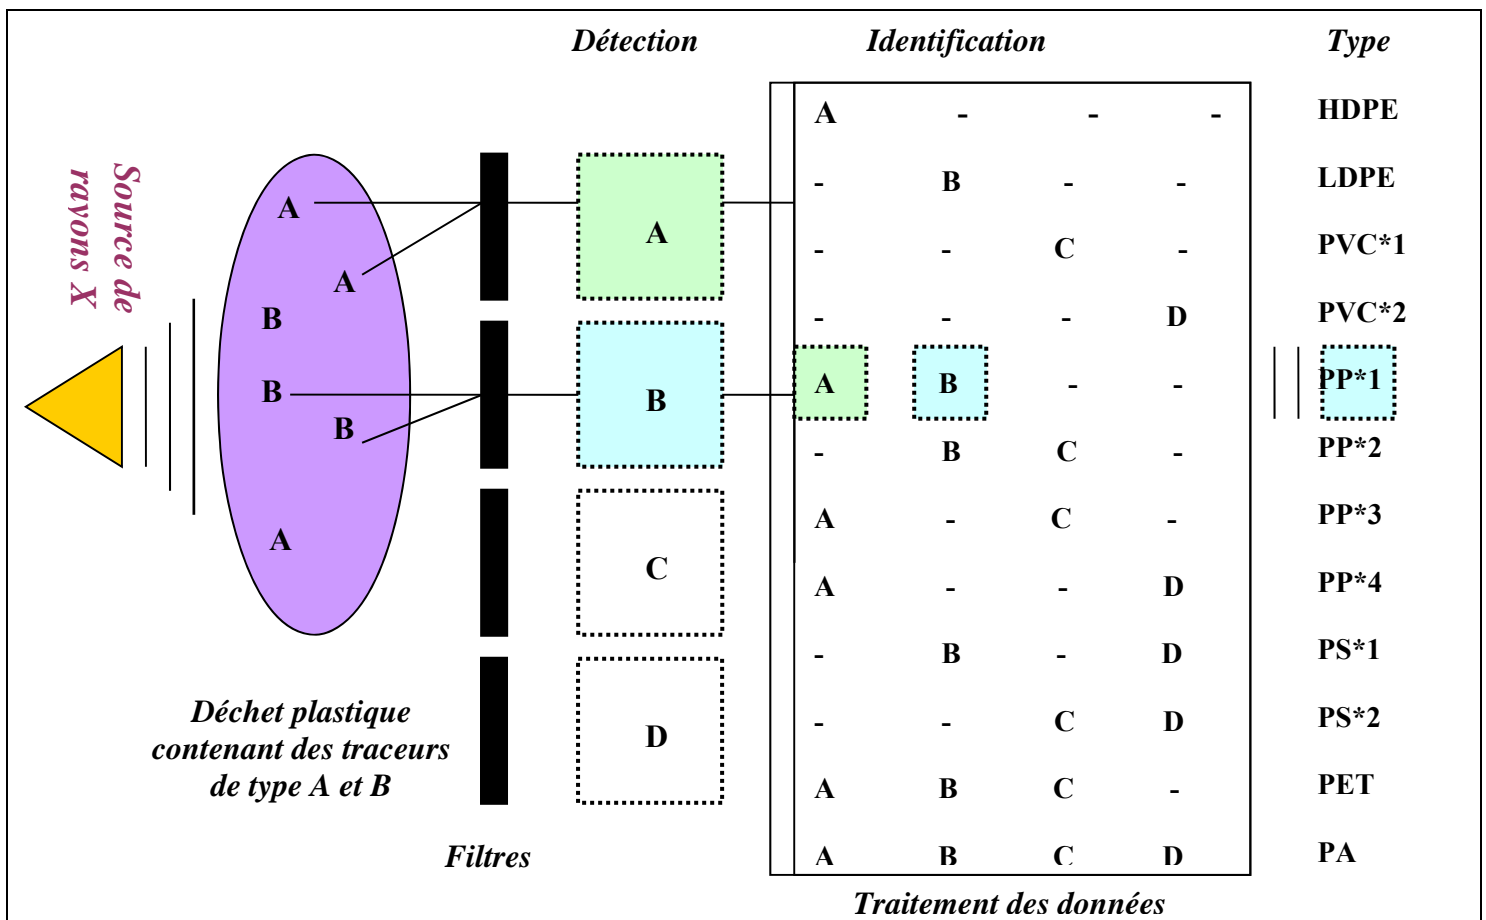 Détection Identification Type
Source de
rayons X
A
A
B
B
B
A
Déchet plastique
contenant des traceurs
de type A et B
Filtres
A
B
C
D
A - - - HDPE
- B - - LDPE
- - C - PVC*1
- - - D PVC*2
A B - - PP*1
- B C - PP*2
A - C - PP*3
A - - D PP*4
- B - D PS*1
- - C D PS*2
A B C - PET
A B C D PA
Traitement des données